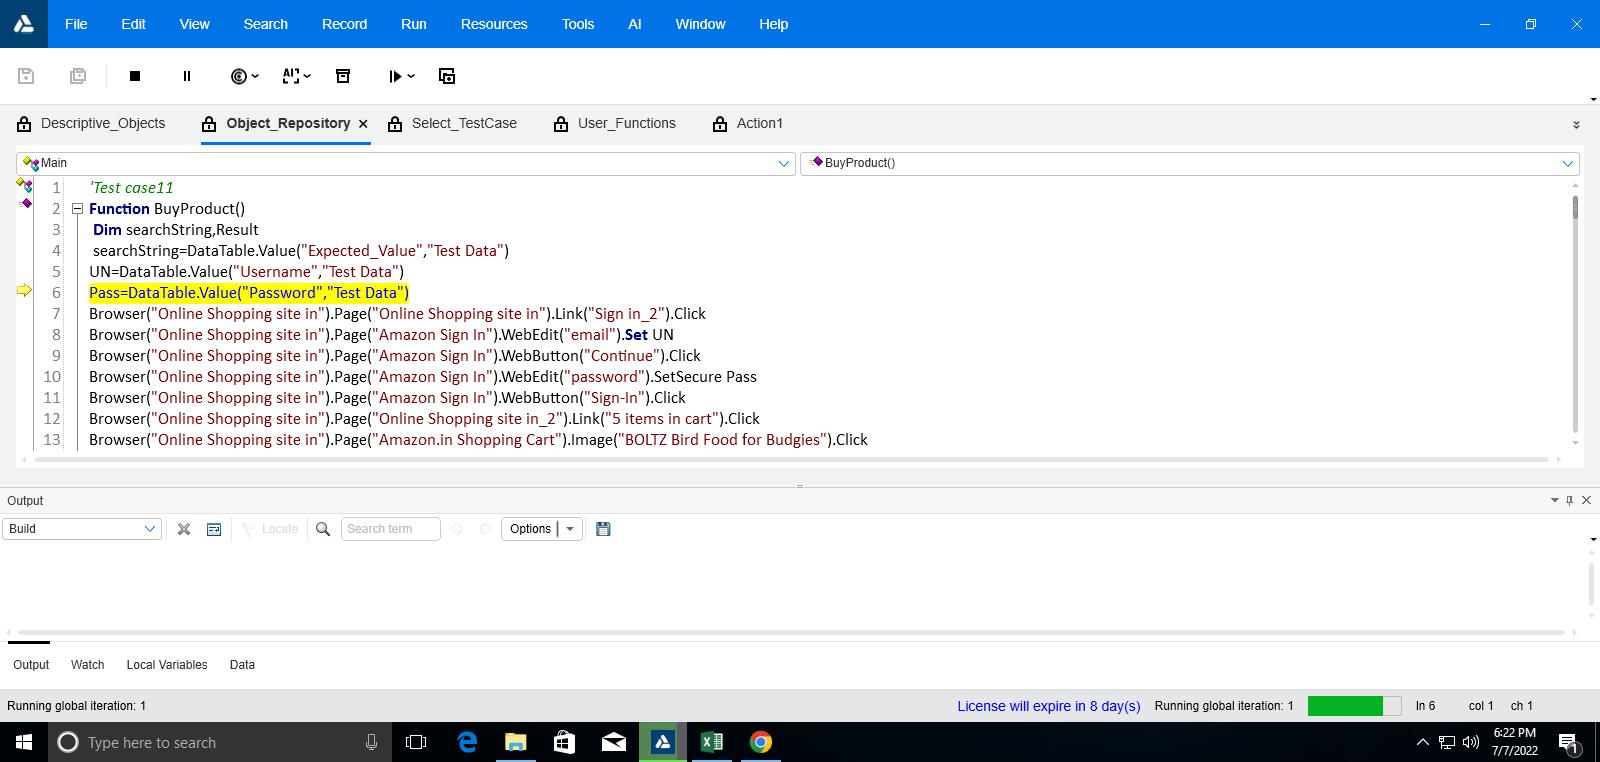 File Edit View Search Record Run Resources Tools AI Window Help
Descriptive_Objects Object_Repository Select_TestCase User_Functions Action1
Main BuyProduct()
1 'Test case11
2 Function BuyProduct()
3 Dim searchString,Result
4 searchString=DataTable.Value("Expected_Value","Test Data")
5 UN=DataTable.Value("Username","Test Data")
6 Pass=DataTable.Value("Password","Test Data")
7 Browser("Online Shopping site in").Page("Online Shopping site in").Link("Sign in_2").Click
8 Browser("Online Shopping site in").Page("Amazon Sign In").WebEdit("email").Set UN
9 Browser("Online Shopping site in").Page("Amazon Sign In").WebButton("Continue").Click
10 Browser("Online Shopping site in").Page("Amazon Sign In").WebEdit("password").SetSecure Pass
11 Browser("Online Shopping site in").Page("Amazon Sign In").WebButton("Sign-In").Click
12 Browser("Online Shopping site in").Page("Online Shopping site in_2").Link("5 items in cart").Click
13 Browser("Online Shopping site in").Page("Amazon.in Shopping Cart").Image("BOLTZ Bird Food for Budgies").Click
Output
Build Locate Search term Options
Output Watch Local Variables Data
Running global iteration: 1 License will expire in 8 day(s) Running global iteration: 1 ln 6 col 1 ch 1
Type here to search 6:22 PM
7/7/2022 1